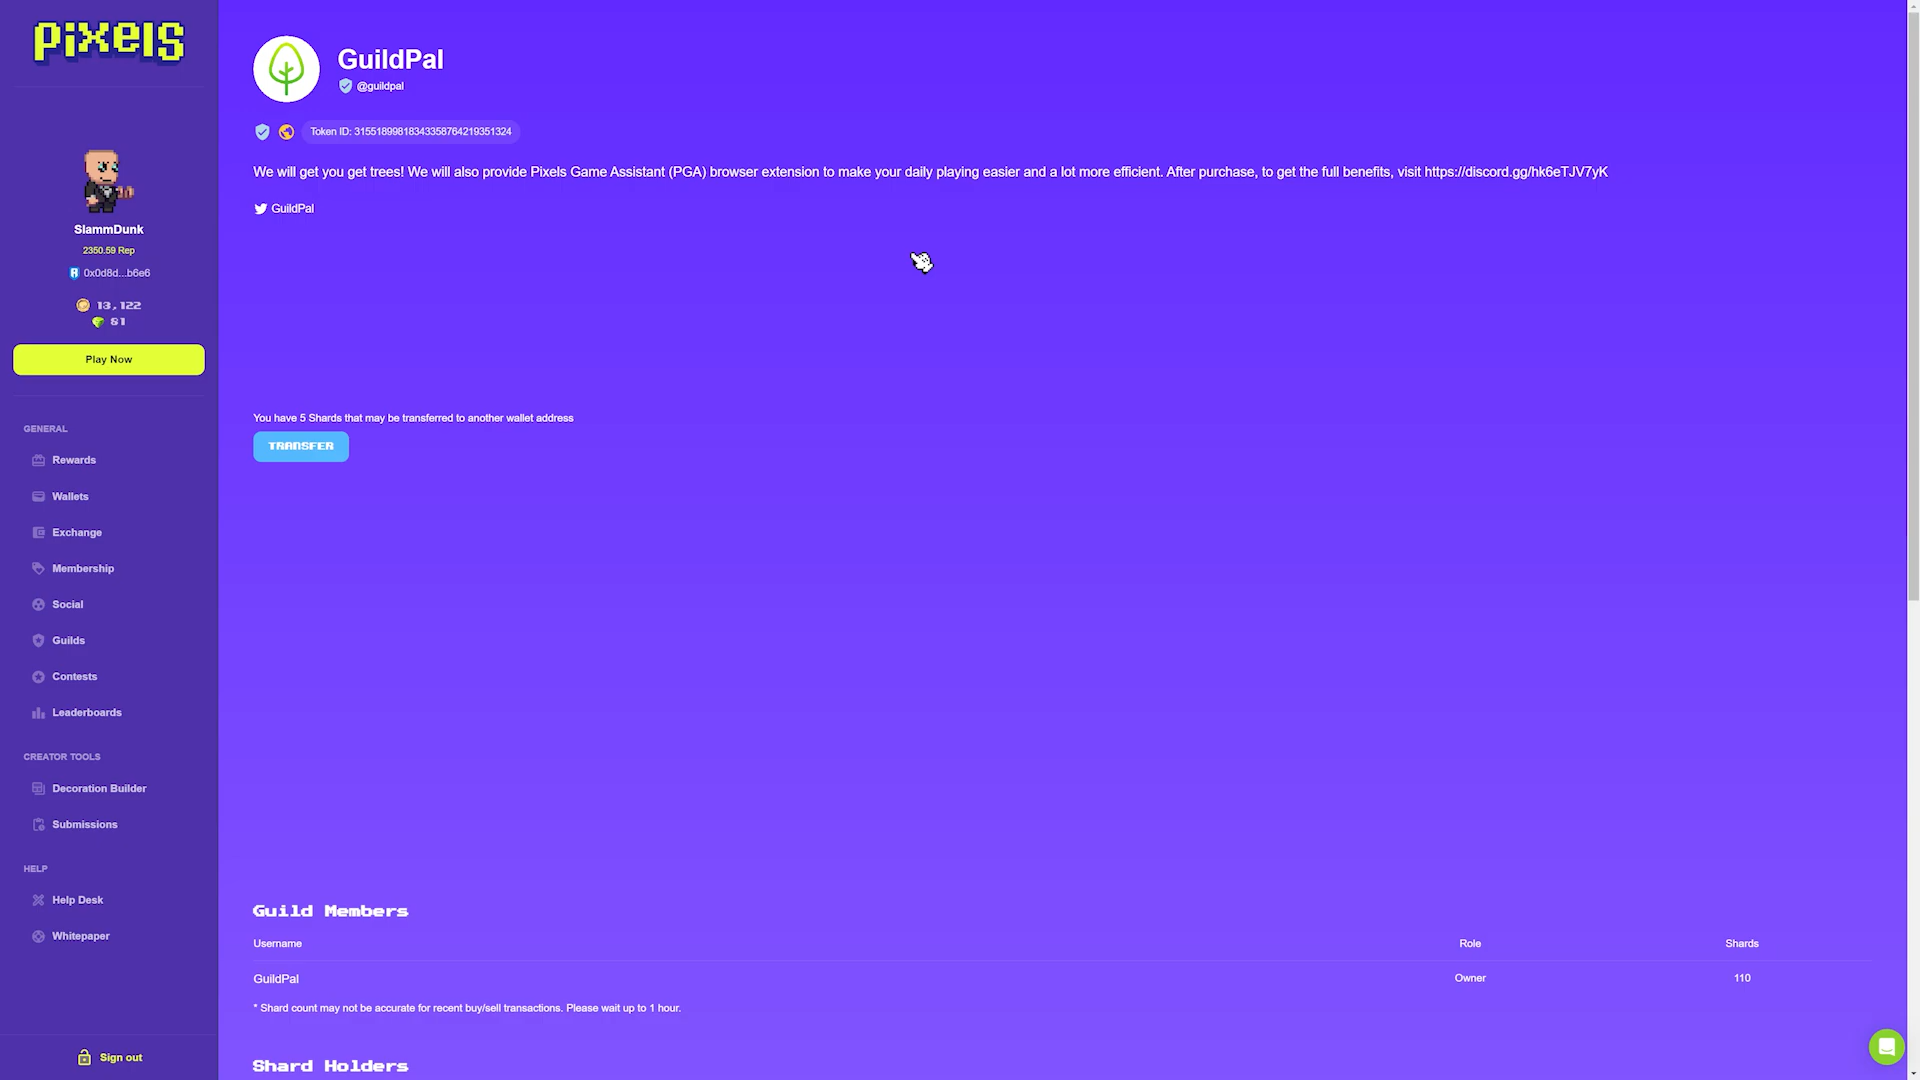 pixels
SlammDunk
2350.59 Rep
0x0d8d...b6e6
13,122
81
Play Now
GENERAL
Rewards
Wallets
Exchange
Membership
Social
Guilds
Contests
Leaderboards
CREATOR TOOLS
Decoration Builder
Submissions
HELP
Help Desk
Whitepaper
Sign out
GuildPal
@guildpal
Token ID: 31551899818343358764219351324
We will get you get trees! We will also provide Pixels Game Assistant (PGA) browser extension to make your daily playing easier and a lot more efficient. After purchase, to get the full benefits, visit https://discord.gg/hk6eTJV7yK
GuildPal
You have 5 Shards that may be transferred to another wallet address
TRANSFER
Guild Members
Username Role Shards
GuildPal Owner 110
* Shard count may not be accurate for recent buy/sell transactions. Please wait up to 1 hour.
Shard Holders